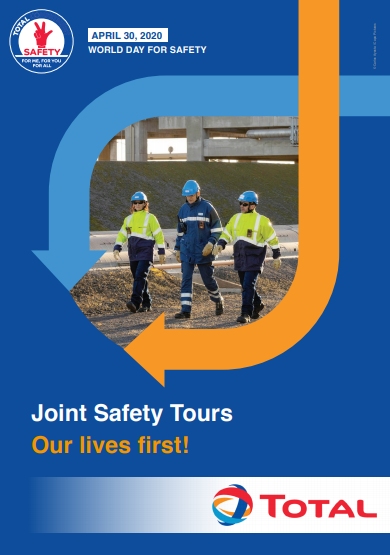 TOTAL
SAFETY
FOR ME, FOR YOU
FOR ALL
APRIL 30, 2020
WORLD DAY FOR SAFETY
Joint Safety Tours
Our lives first!
TOTAL